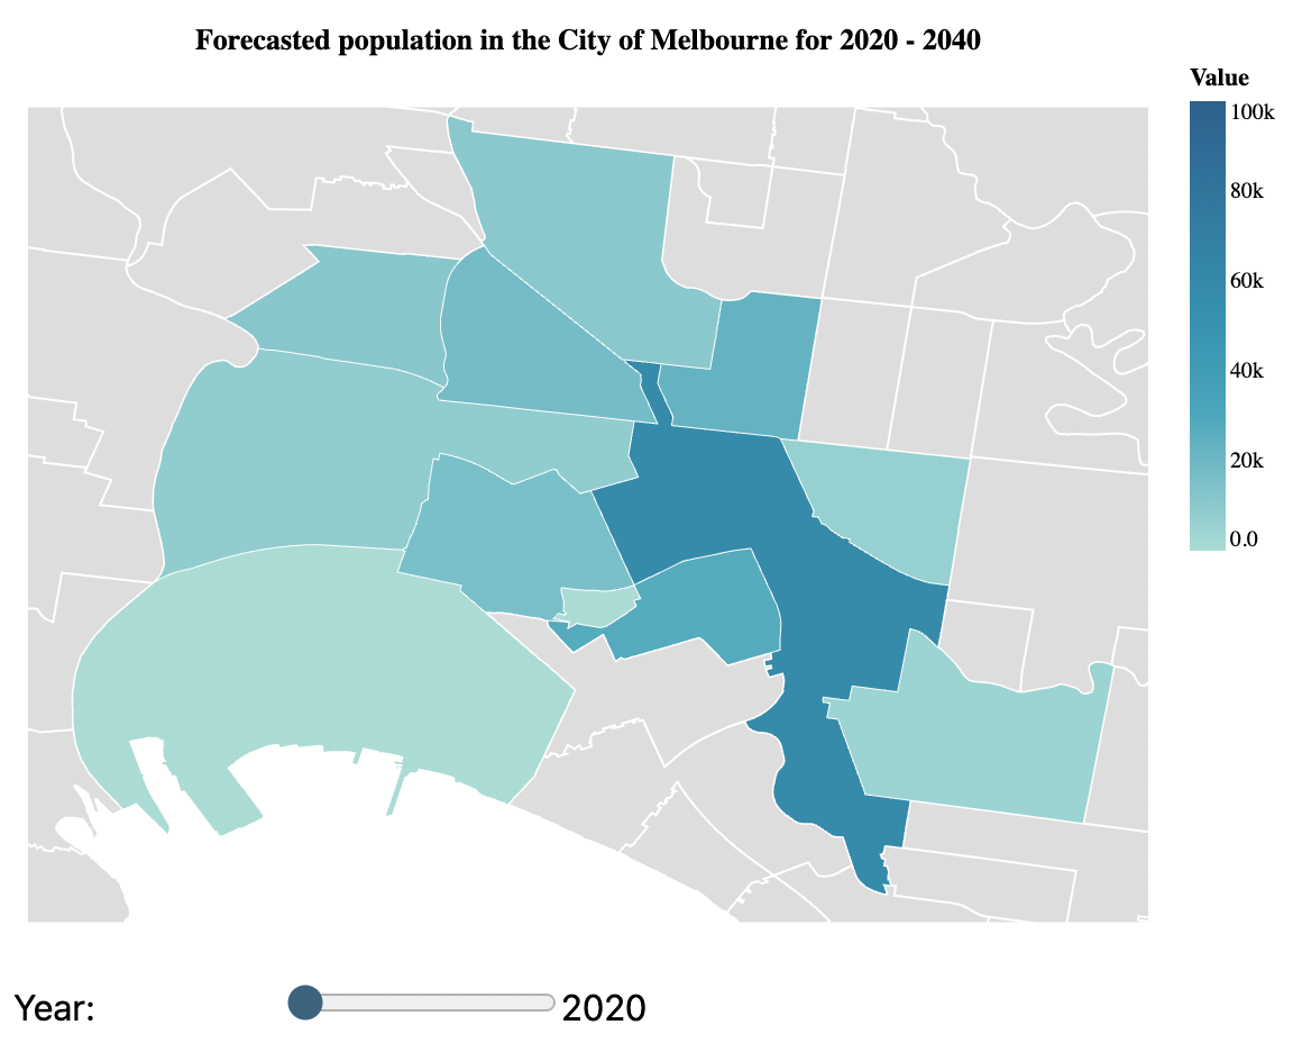 Forecasted population in the City of Melbourne for 2020 - 2040
Value
100k
80k
60k
40k
20k
0.0
Year: 2020